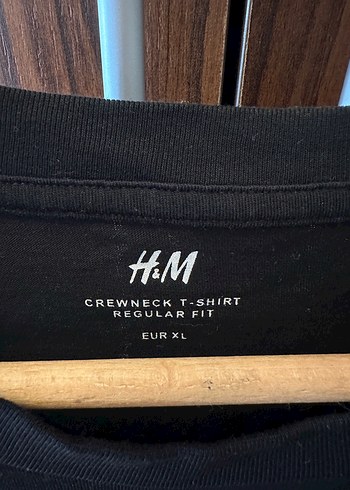 H&M
CREWNECK T-SHIRT
REGULAR FIT
EUR XL